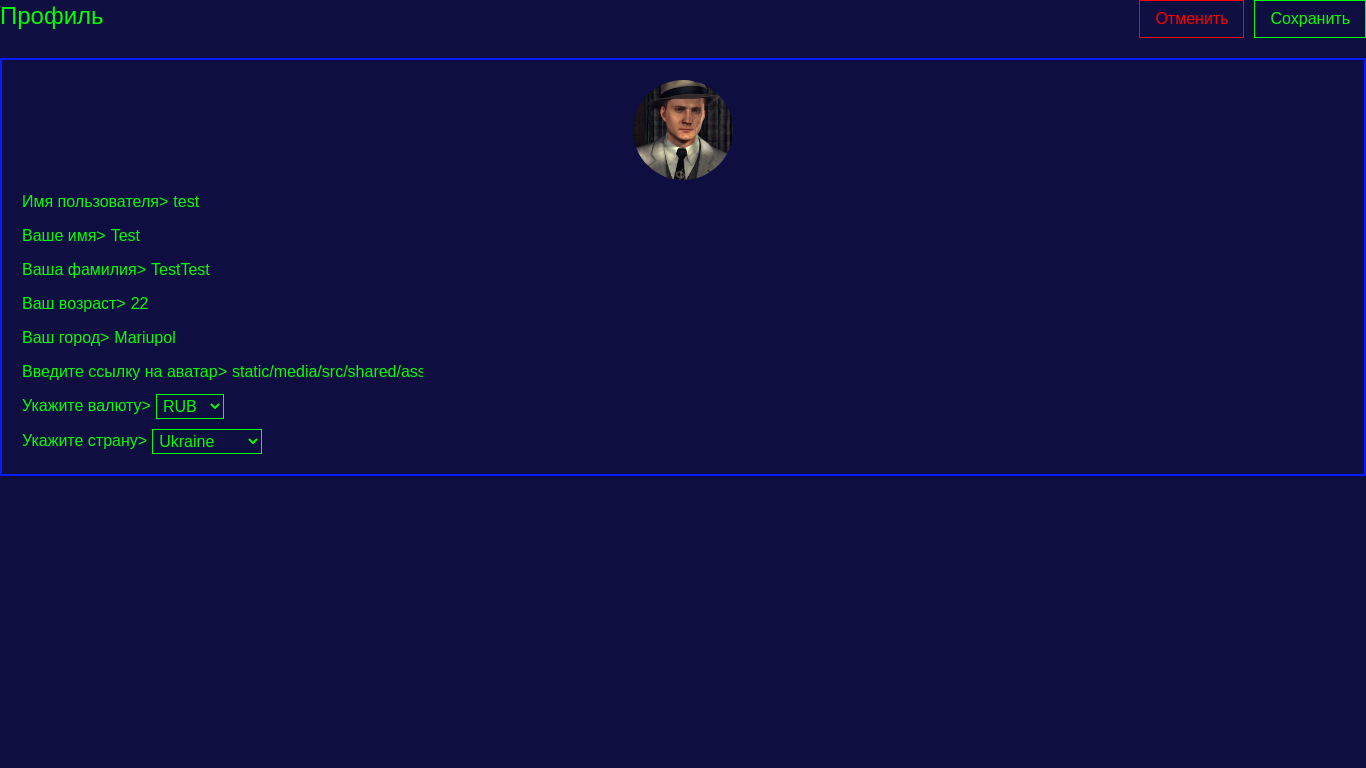 Профиль
Отменить
Сохранить
Имя пользователя> test
Ваше имя> Test
Ваша фамилия> TestTest
Ваш возраст> 22
Ваш город> Mariupol
Введите ссылку на аватар> static/media/src/shared/ass
Укажите валюту> RUB
Укажите страну> Ukraine